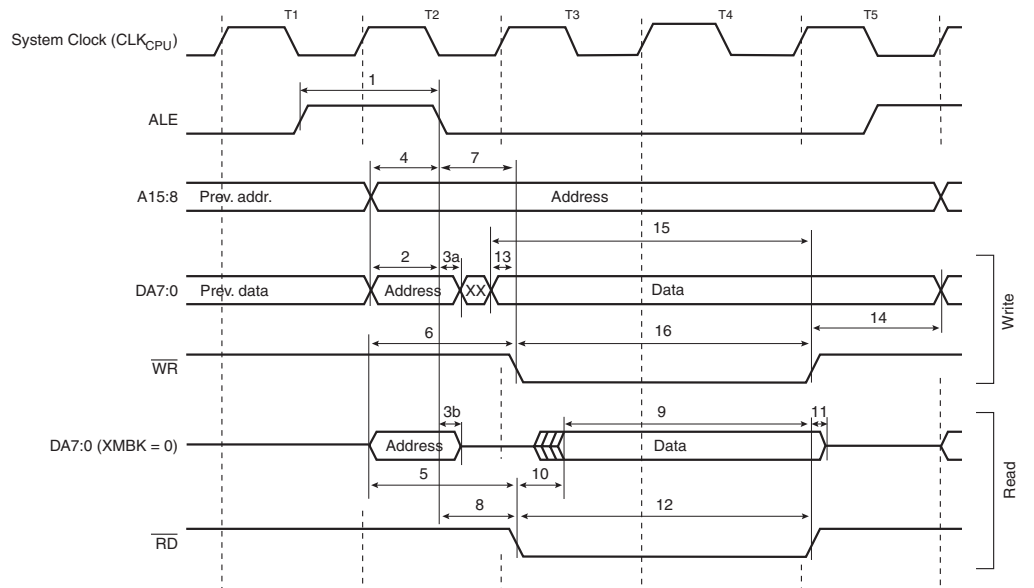 T1 T2 T3 T4 T5
System Clock (CLKCPU)
1
ALE
4 7
A15:8 Prev. addr. Address
15
2 3a 13
DA7:0 Prev. data Address XX Data
14
6 16
WR
Write
3b 9 11
DA7:0 (XMBK = 0) Address Data
5 10
8 12
RD
Read